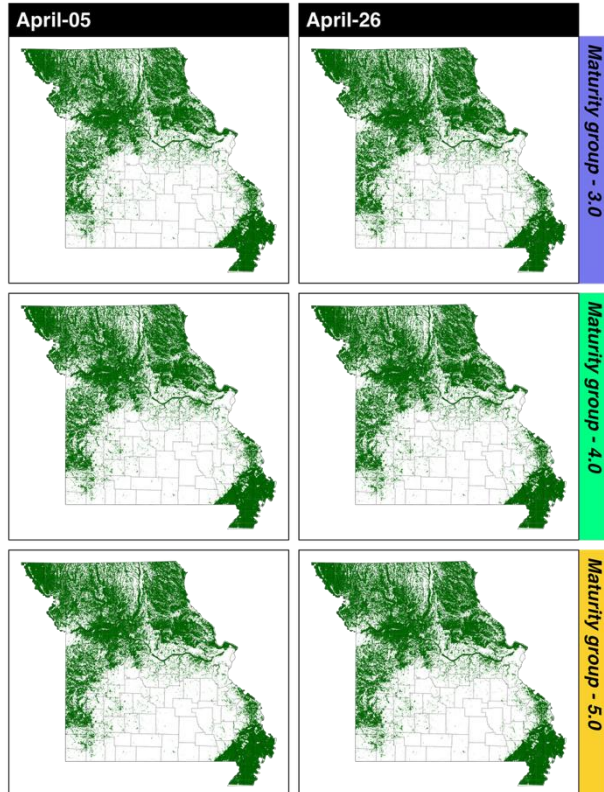 April-05
April-26
Maturity group - 3.0
Maturity group - 4.0
Maturity group - 5.0